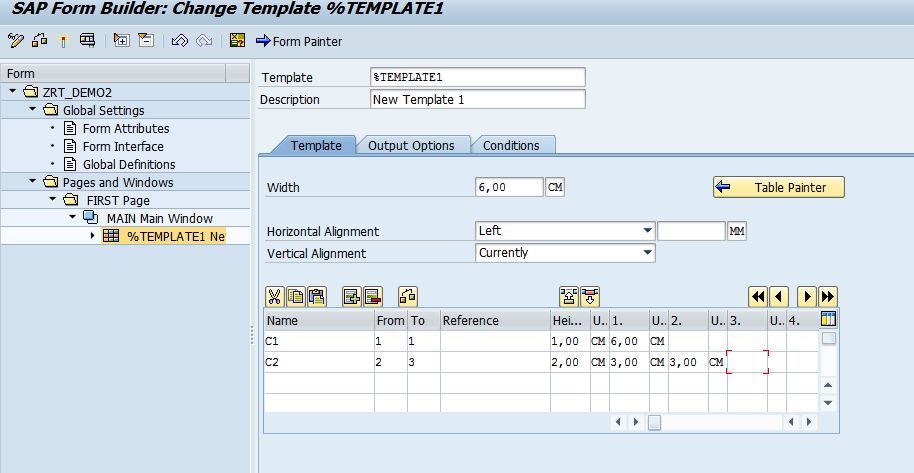 SAP Form Builder: Change Template %TEMPLATE1
Form Painter
Form
ZRT_DEMO2
Global Settings
Form Attributes
Form Interface
Global Definitions
Pages and Windows
FIRST Page
MAIN Main Window
%TEMPLATE1 Ne
Template %TEMPLATE1
Description New Template 1
Template Output Options Conditions
Width 6,00 CM Table Painter
Horizontal Alignment Left MM
Vertical Alignment Currently
Name From To Reference Hei... U.. 1. U.. 2. U.. 3. U.. 4.
C1 1 1 1,00 CM 6,00 CM
C2 2 3 2,00 CM 3,00 CM 3,00 CM